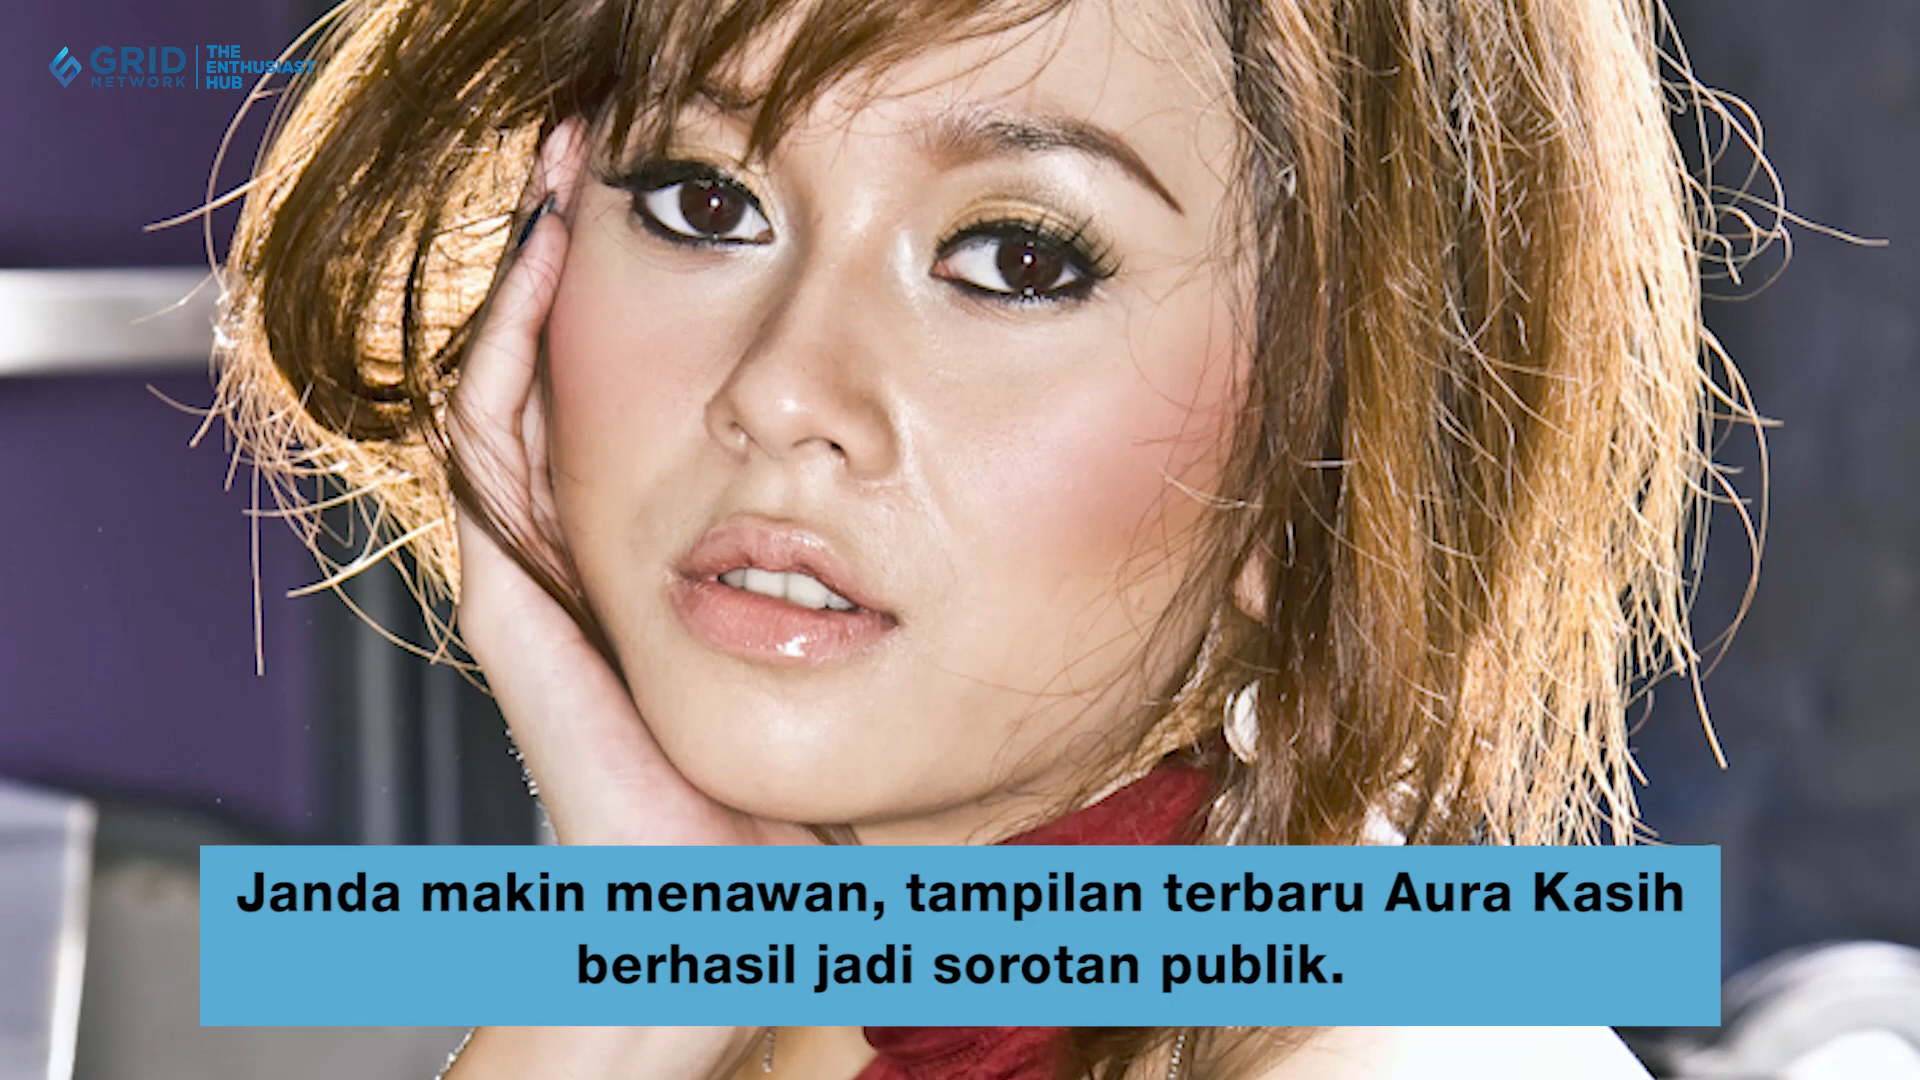 GRID
NETWORK
THE
ENTHUSIAST
HUB
Janda makin menawan, tampilan terbaru Aura Kasih
berhasil jadi sorotan publik.